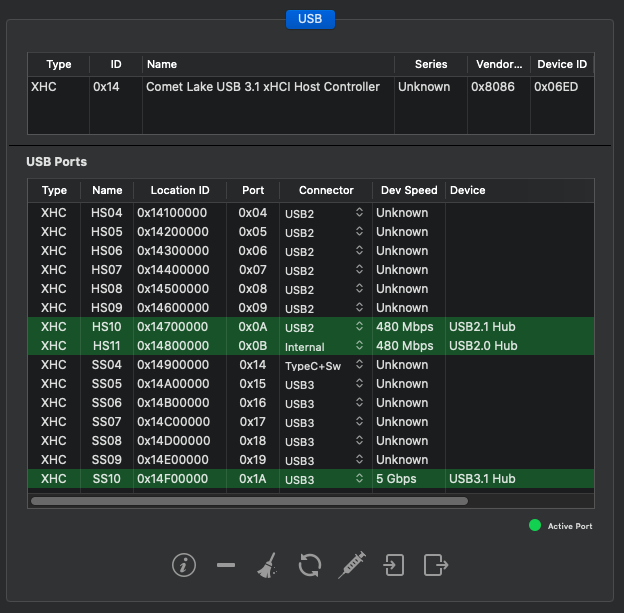 USB
Type ID Name Series Vendor... Device ID
XHC 0x14 Comet Lake USB 3.1 xHCI Host Controller Unknown 0x8086 0x06ED
USB Ports
Type Name Location ID Port Connector Dev Speed Device
XHC HS04 0x14100000 0x04 USB2 Unknown
XHC HS05 0x14200000 0x05 USB2 Unknown
XHC HS06 0x14300000 0x06 USB2 Unknown
XHC HS07 0x14400000 0x07 USB2 Unknown
XHC HS08 0x14500000 0x08 USB2 Unknown
XHC HS09 0x14600000 0x09 USB2 Unknown
XHC HS10 0x14700000 0x0A USB2 480 Mbps USB2.1 Hub
XHC HS11 0x14800000 0x0B Internal 480 Mbps USB2.0 Hub
XHC SS04 0x14900000 0x14 TypeC+Sw Unknown
XHC SS05 0x14A00000 0x15 USB3 Unknown
XHC SS06 0x14B00000 0x16 USB3 Unknown
XHC SS07 0x14C00000 0x17 USB3 Unknown
XHC SS08 0x14D00000 0x18 USB3 Unknown
XHC SS09 0x14E00000 0x19 USB3 Unknown
XHC SS10 0x14F00000 0x1A USB3 5 Gbps USB3.1 Hub
Active Port